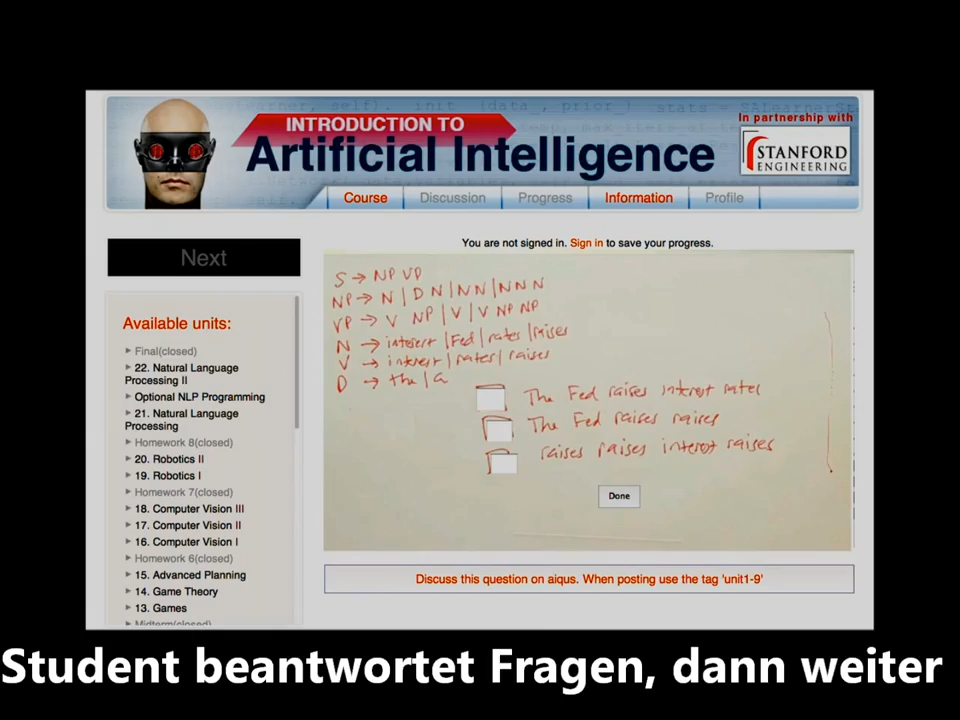 INTRODUCTION TO
Artificial Intelligence
In partnership with
STANFORD
ENGINEERING
Course
Discussion
Progress
Information
Profile
Next
You are not signed in. Sign in to save your progress.
Available units:
Final(closed)
22. Natural Language
Processing II
Optional NLP Programming
21. Natural Language
Processing
Homework 8(closed)
20. Robotics II
19. Robotics I
Homework 7(closed)
18. Computer Vision III
17. Computer Vision II
16. Computer Vision I
Homework 6(closed)
15. Advanced Planning
14. Game Theory
13. Games
Midterm(closed)
S → NP VP
NP → N | D N | N N | N N N
VP → V NP | V | V NP NP
N → interest | Fed | rates | raises
V → interest | rates | raises
D → the | a
The Fed raises interest rates
The Fed raises raises
raises raises interest raises
Done
Discuss this question on aiqus. When posting use the tag 'unit1-9'
Student beantwortet Fragen, dann weiter